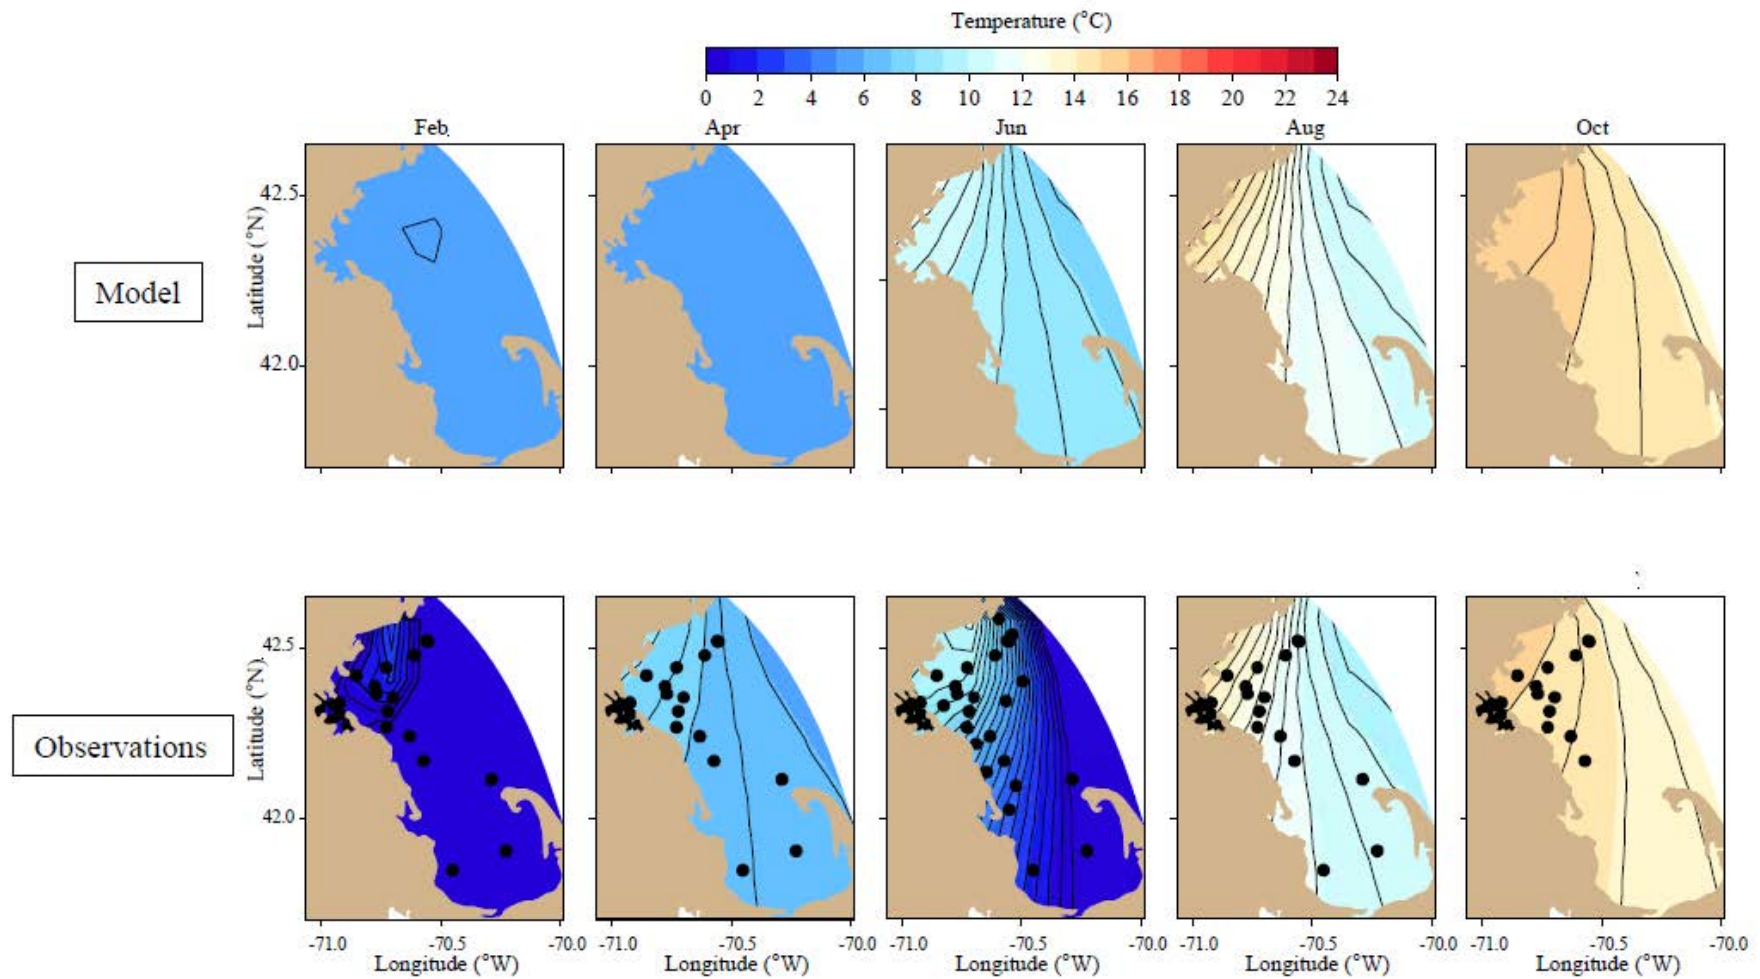 Temperature (°C)
0 2 4 6 8 10 12 14 16 18 20 22 24
Feb Apr Jun Aug Oct
Model
Latitude (°N)
42.5
42.0
Observations
Latitude (°N)
42.5
42.0
-71.0 -70.5 -70.0 -71.0 -70.5 -70.0 -71.0 -70.5 -70.0 -71.0 -70.5 -70.0 -71.0 -70.5 -70.0
Longitude (°W) Longitude (°W) Longitude (°W) Longitude (°W) Longitude (°W)